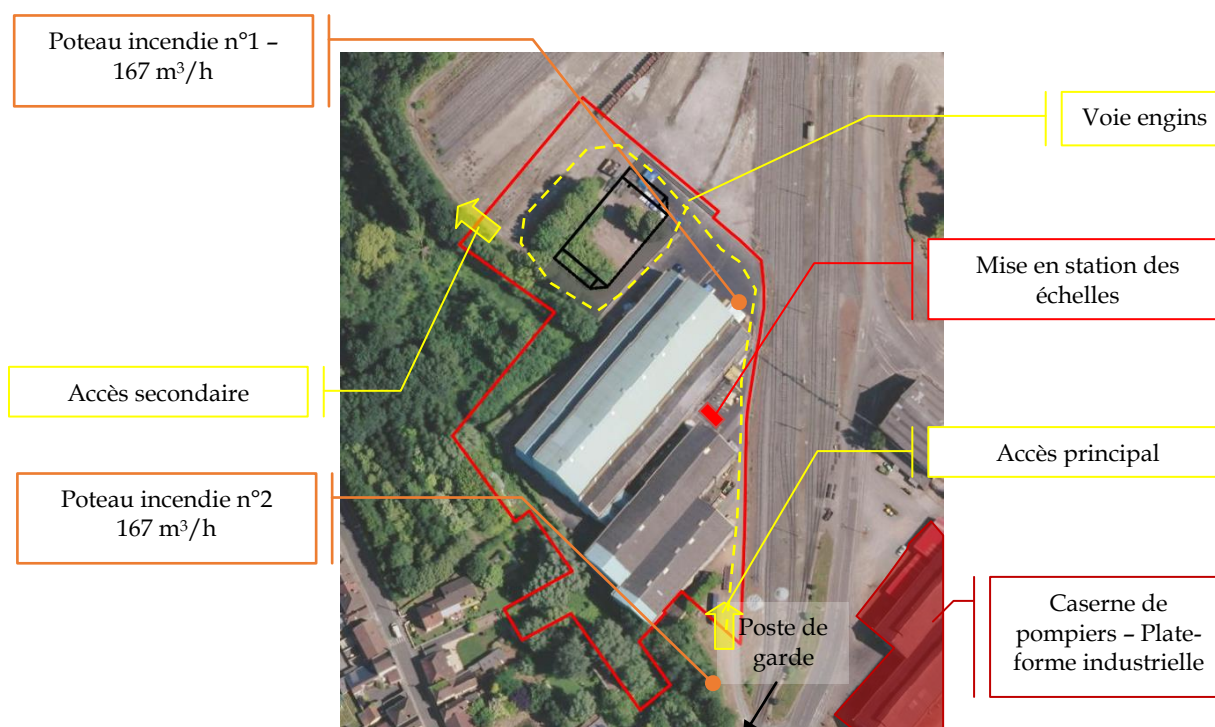 Poteau incendie n°1 –
167 m³/h
Voie engins
Mise en station des
échelles
Accès secondaire
Accès principal
Poteau incendie n°2
167 m³/h
Caserne de
pompiers – Plate-
forme industrielle
Poste de
garde